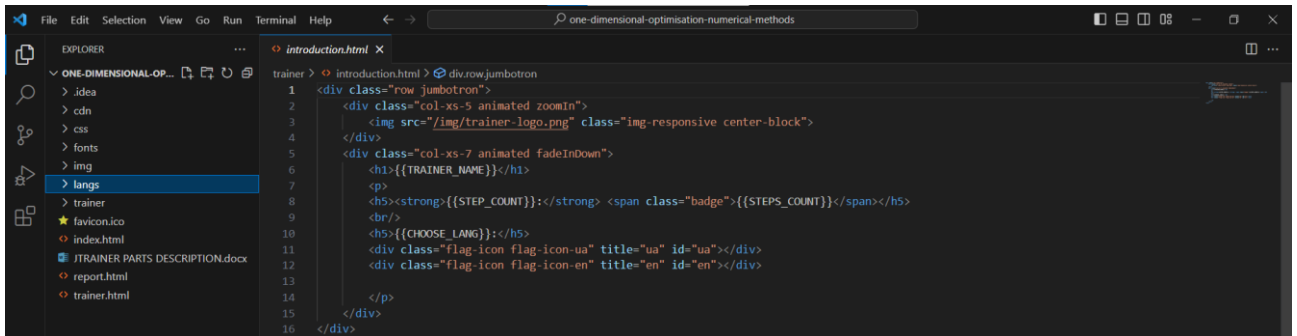 File Edit Selection View Go Run Terminal Help
one-dimensional-optimisation-numerical-methods
EXPLORER
ONE-DIMENSIONAL-OP...
.idea
cdn
css
fonts
img
langs
trainer
favicon.ico
index.html
JTRAINER PARTS DESCRIPTION.docx
report.html
trainer.html
introduction.html
trainer > introduction.html > div.row.jumbotron
1 <div class="row jumbotron">
2 <div class="col-xs-5 animated zoomIn">
3 <img src="/img/trainer-logo.png" class="img-responsive center-block">
4 </div>
5 <div class="col-xs-7 animated fadeInDown">
6 <h1>{{TRAINER_NAME}}</h1>
7 <p>
8 <h5><strong>{{STEP_COUNT}}:</strong> <span class="badge">{{STEPS_COUNT}}</span></h5>
9 <br/>
10 <h5>{{CHOOSE_LANG}}:</h5>
11 <div class="flag-icon flag-icon-ua" title="ua" id="ua"></div>
12 <div class="flag-icon flag-icon-en" title="en" id="en"></div>
13
14 </p>
15 </div>
16 </div>